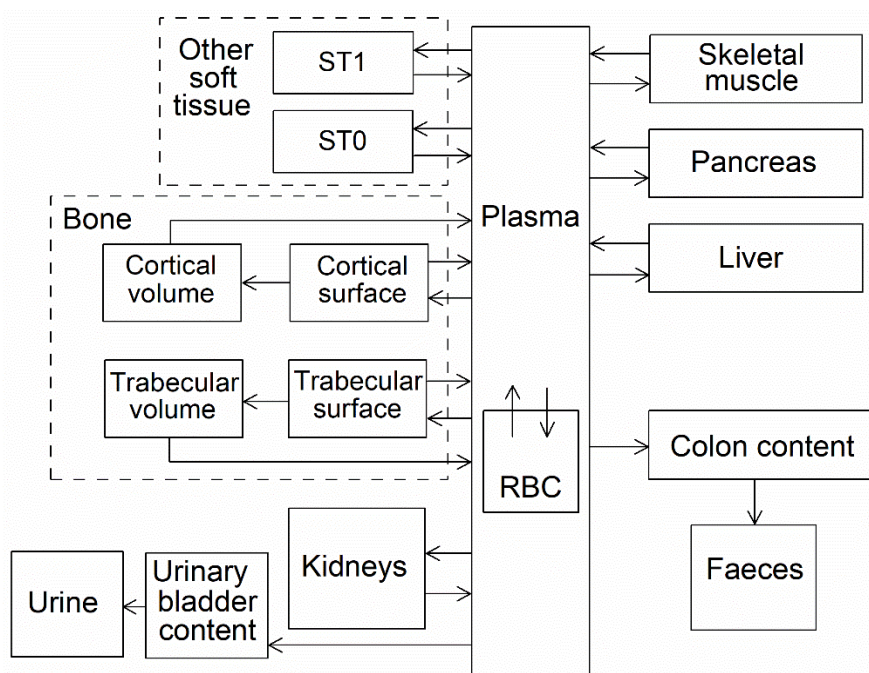 Other
soft
tissue
ST1
ST0
Skeletal
muscle
Pancreas
Plasma
Liver
Bone
Cortical
volume
Cortical
surface
Trabecular
volume
Trabecular
surface
RBC
Colon content
Faeces
Kidneys
Urinary
bladder
content
Urine